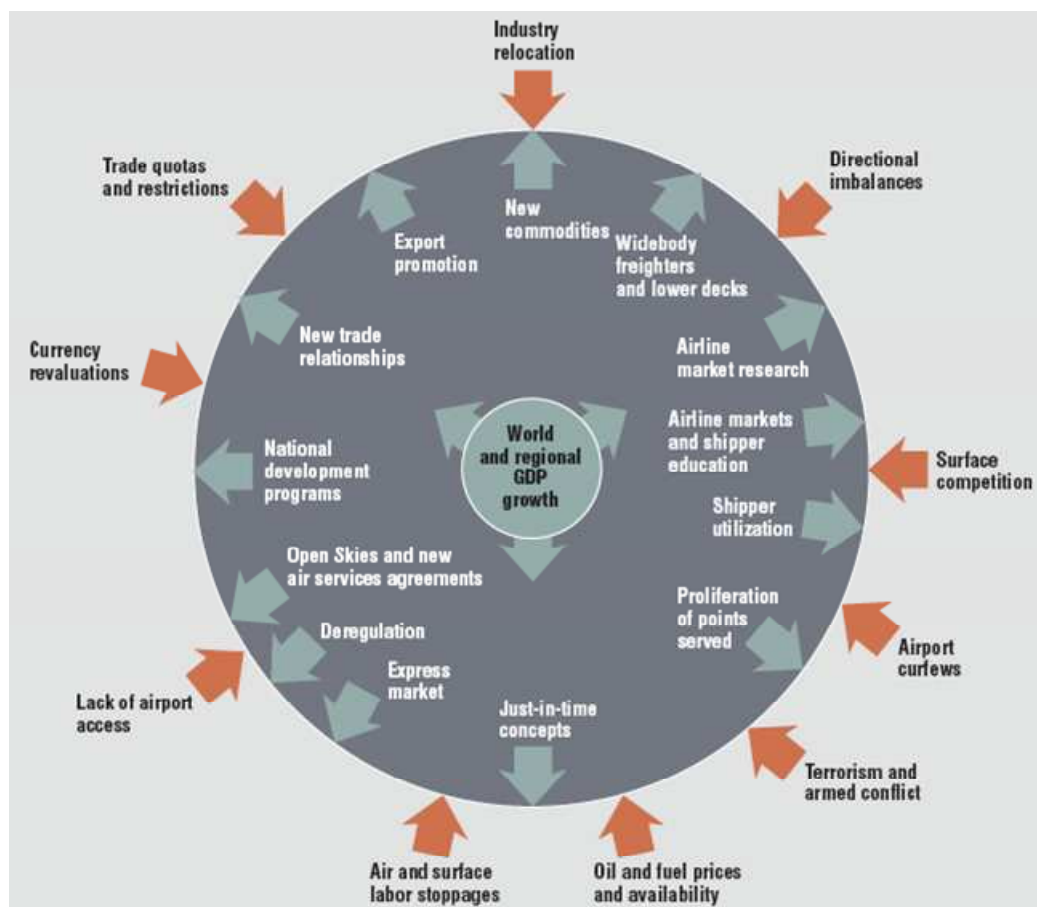 Industry
relocation
Trade quotas
and restrictions
Directional
imbalances
New
commodities
Export
promotion
Widebody
freighters
and lower decks
New trade
relationships
Airline
market research
Currency
revaluations
World
and regional
GDP
growth
Airline markets
and shipper
education
National
development
programs
Surface
competition
Shipper
utilization
Open Skies and new
air services agreements
Proliferation
of points
served
Deregulation
Airport
curfews
Express
market
Lack of airport
access
Just-in-time
concepts
Terrorism and
armed conflict
Air and surface
labor stoppages
Oil and fuel prices
and availability